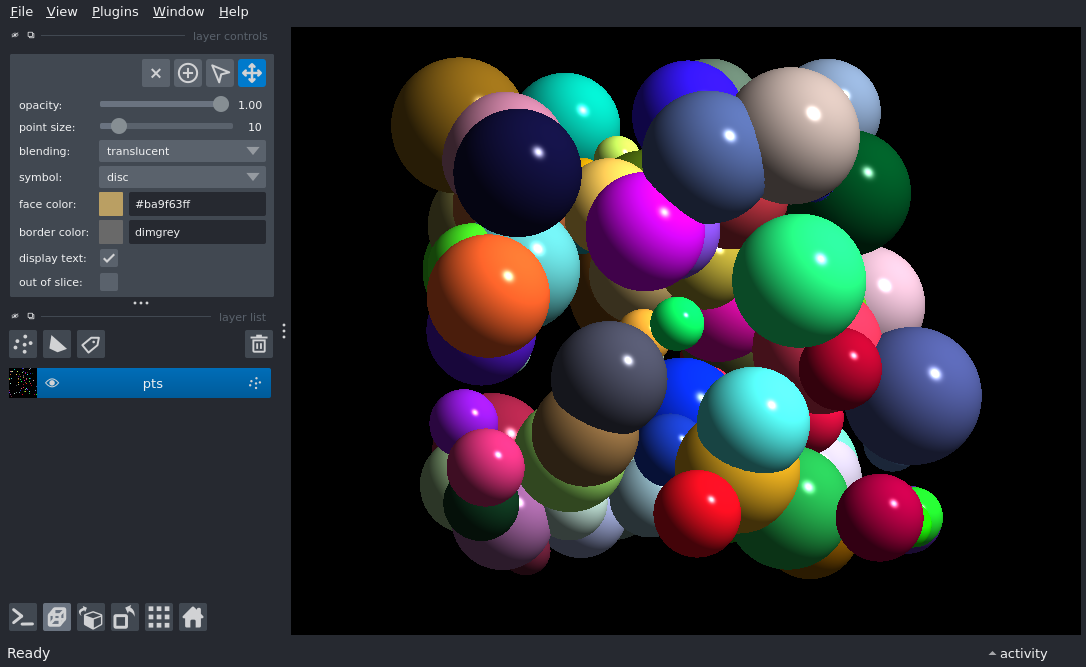 File View Plugins Window Help
layer controls
opacity: 1.00
point size: 10
blending: translucent
symbol: disc
face color: #ba9f63ff
border color: dimgrey
display text:
out of slice:
layer list
pts
Ready
activity